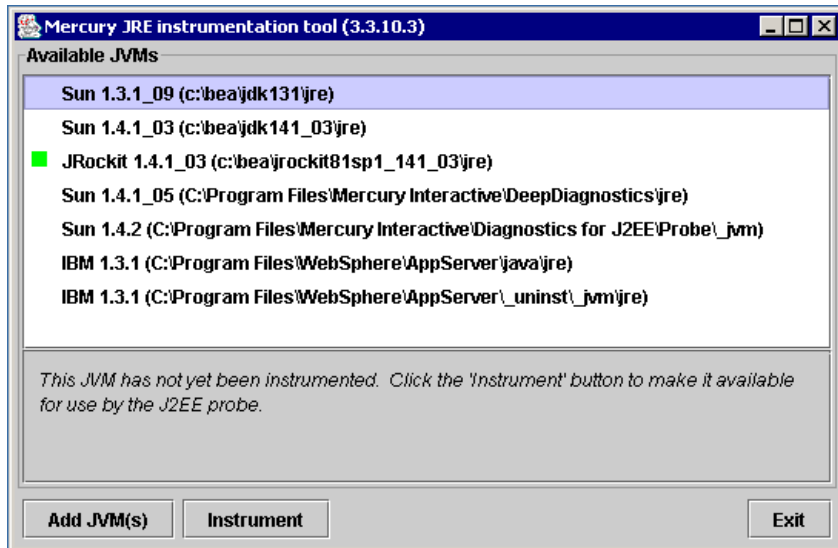 Mercury JRE instrumentation tool (3.3.10.3)
Available JVMs
Sun 1.3.1_09 (c:\bea\jdk131\jre)
Sun 1.4.1_03 (c:\bea\jdk141_03\jre)
JRockit 1.4.1_03 (c:\bea\jrockit81sp1_141_03\jre)
Sun 1.4.1_05 (C:\Program Files\Mercury Interactive\DeepDiagnostics\jre)
Sun 1.4.2 (C:\Program Files\Mercury Interactive\Diagnostics for J2EE\Probe\_jvm)
IBM 1.3.1 (C:\Program Files\WebSphere\AppServer\java\jre)
IBM 1.3.1 (C:\Program Files\WebSphere\AppServer\_uninst\_jvm\jre)
This JVM has not yet been instrumented.  Click the 'Instrument' button to make it available
for use by the J2EE probe.
Add JVM(s) Instrument Exit